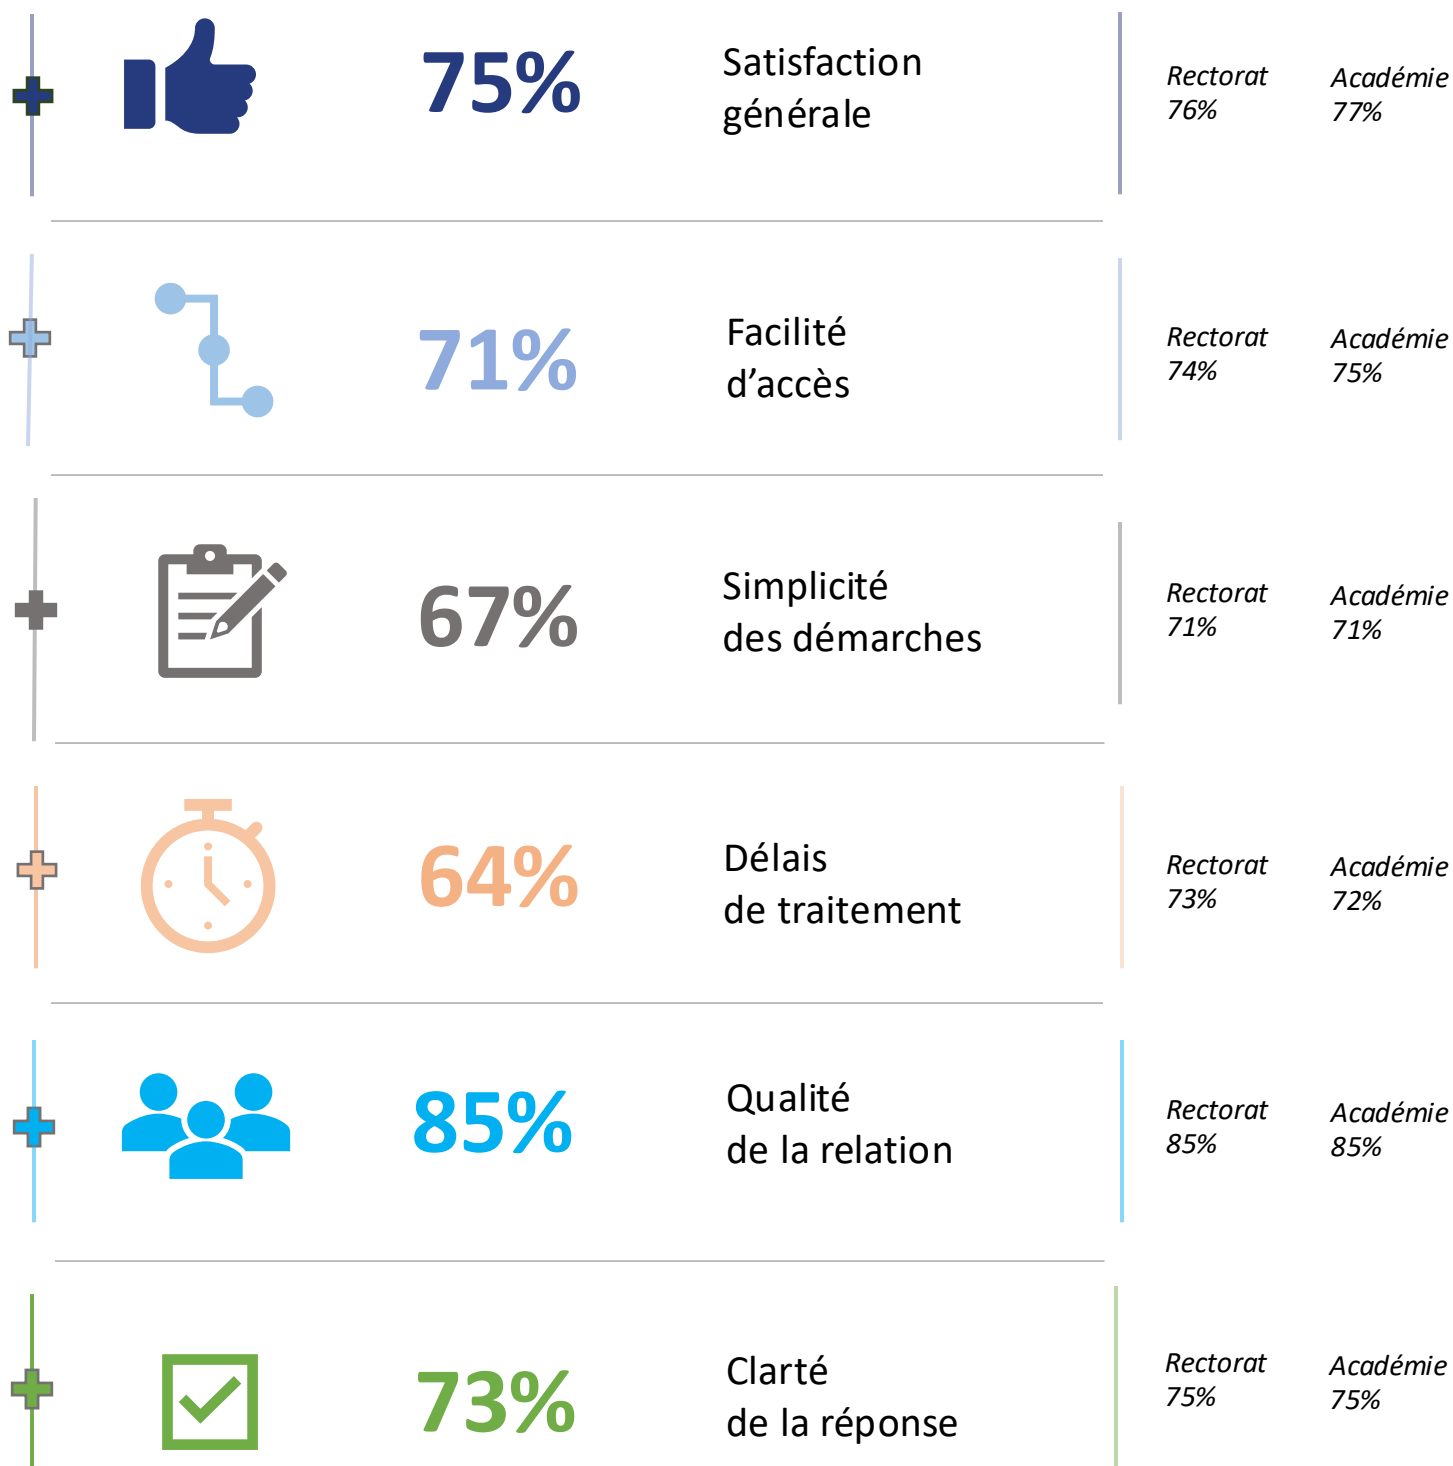 75%
Satisfaction
générale
Rectorat
76%
Académie
77%
71%
Facilité
d’accès
Rectorat
74%
Académie
75%
67%
Simplicité
des démarches
Rectorat
71%
Académie
71%
64%
Délais
de traitement
Rectorat
73%
Académie
72%
85%
Qualité
de la relation
Rectorat
85%
Académie
85%
73%
Clarté
de la réponse
Rectorat
75%
Académie
75%